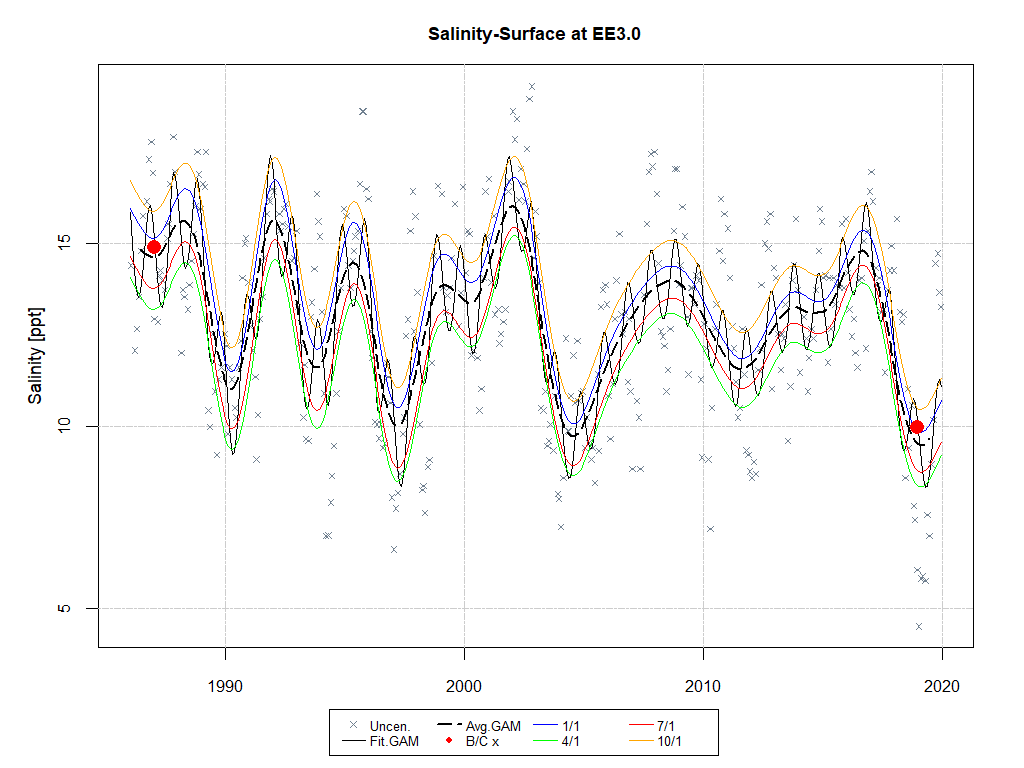 Salinity-Surface at EE3.0
Salinity [ppt]
15
10
5
1990 2000 2010 2020
Uncen. Avg.GAM 1/1 7/1
Fit.GAM B/C x 4/1 10/1